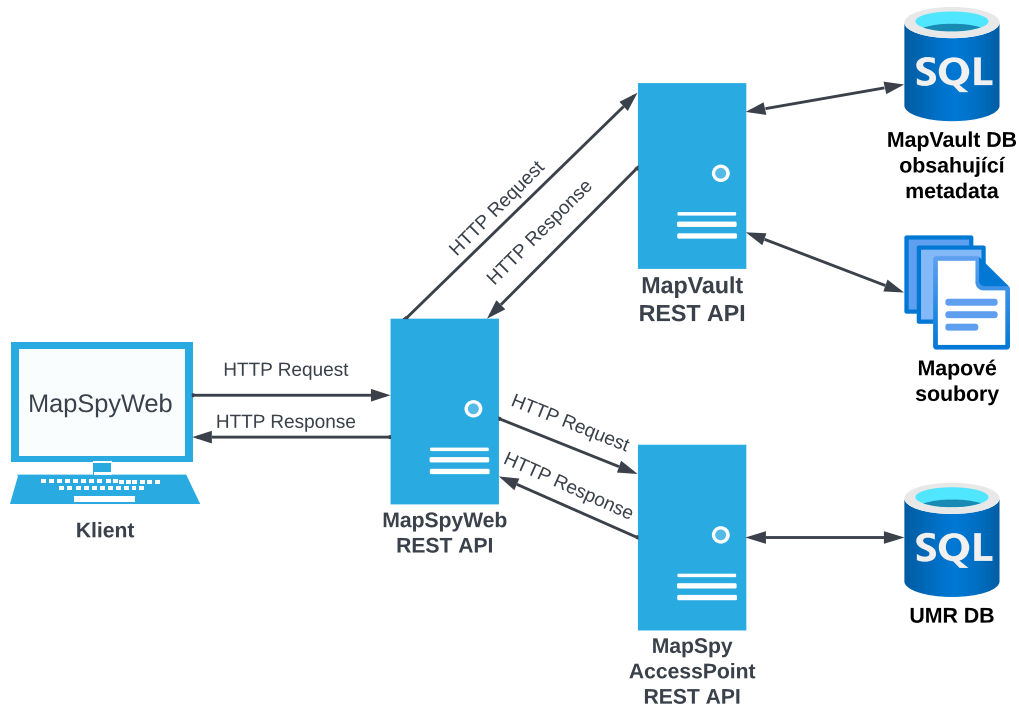 MapSpyWeb
Klient
HTTP Request
HTTP Response
MapSpyWeb
REST API
HTTP Request
HTTP Response
MapVault
REST API
HTTP Request
HTTP Response
MapSpy
AccessPoint
REST API
SQL
MapVault DB
obsahující
metadata
Mapové
soubory
SQL
UMR DB